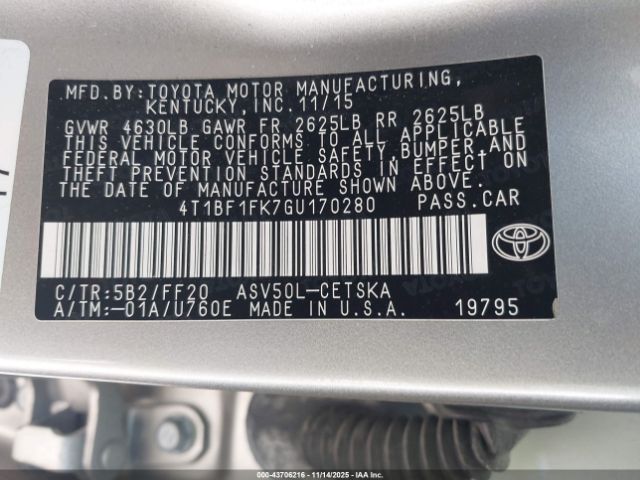 MFD.BY:TOYOTA MOTOR MANUFACTURING,
KENTUCKY, INC. 11/15
GVWR 4630LB GAWR FR 2625LB RR 2625LB
THIS VEHICLE CONFORMS TO ALL APPLICABLE
FEDERAL MOTOR VEHICLE SAFETY, BUMPER, AND
THEFT PREVENTION STANDARDS IN EFFECT ON
THE DATE OF MANUFACTURE SHOWN ABOVE.
4T1BF1FK7GU170280 PASS.CAR
TOYOTA
C/TR:5B2/FF20 ASV50L-CETSKA
A/TM:-01A/U760E MADE IN U.S.A. 19795
000-43706216 - 11/14/2025 - Copyright © IAA, Inc.